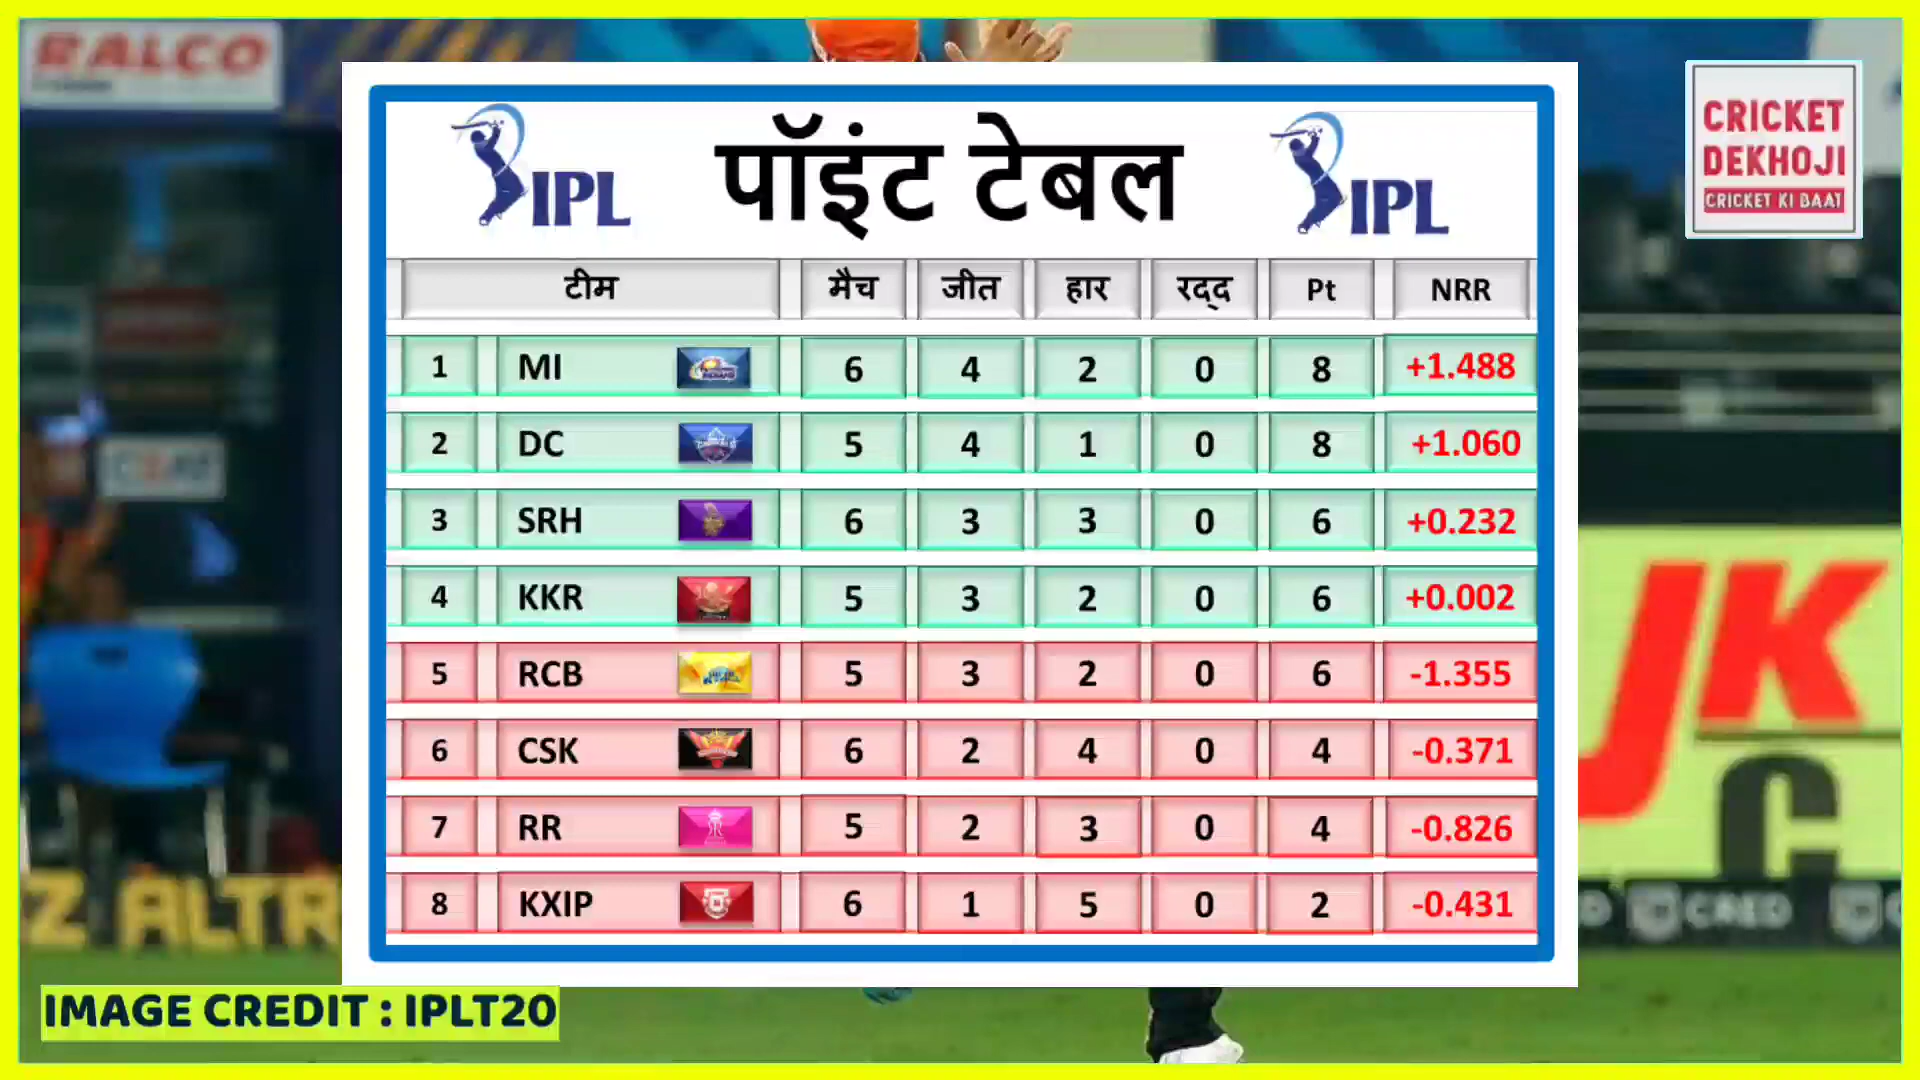 RALCO
CRICKET
DEKHOJI
CRICKET KI BAAT
IPL पॉइंट टेबल IPL
टीम मैच जीत हार रद्द Pt NRR
1 MI 6 4 2 0 8 +1.488
2 DC 5 4 1 0 8 +1.060
3 SRH 6 3 3 0 6 +0.232
4 KKR 5 3 2 0 6 +0.002
5 RCB 5 3 2 0 6 -1.355
6 CSK 6 2 4 0 4 -0.371
7 RR 5 2 3 0 4 -0.826
8 KXIP 6 1 5 0 2 -0.431
JK
C
Z ALTR
CRED
IMAGE CREDIT : IPLT20